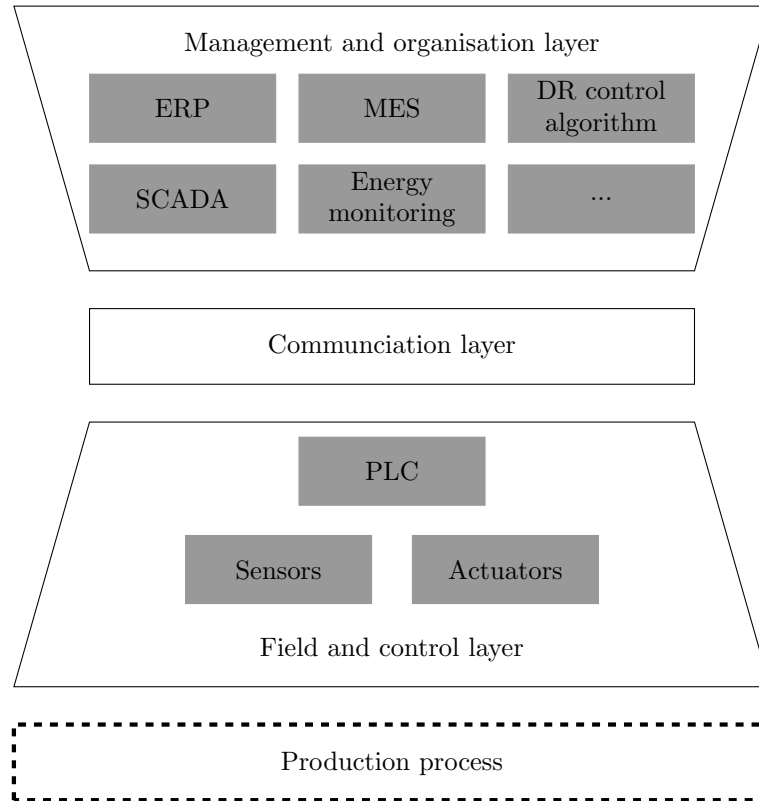 Management and organisation layer
ERP
MES
DR control
algorithm
SCADA
Energy
monitoring
...
Communciation layer
PLC
Sensors
Actuators
Field and control layer
Production process